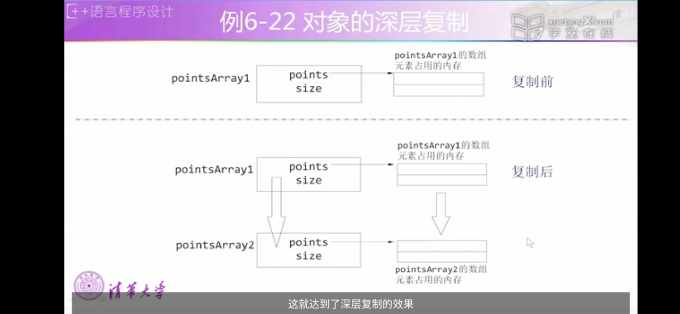 C++语言程序设计
例6-22 对象的深层复制
xuetangX.com
学堂在线
pointsArray1的数组
元素占用的内存
pointsArray1
points
size
复制前
pointsArray1的数组
元素占用的内存
pointsArray1
points
size
复制后
pointsArray2
points
size
pointsArray2的数组
元素占用的内存
清华大学
这就达到了深层复制的效果